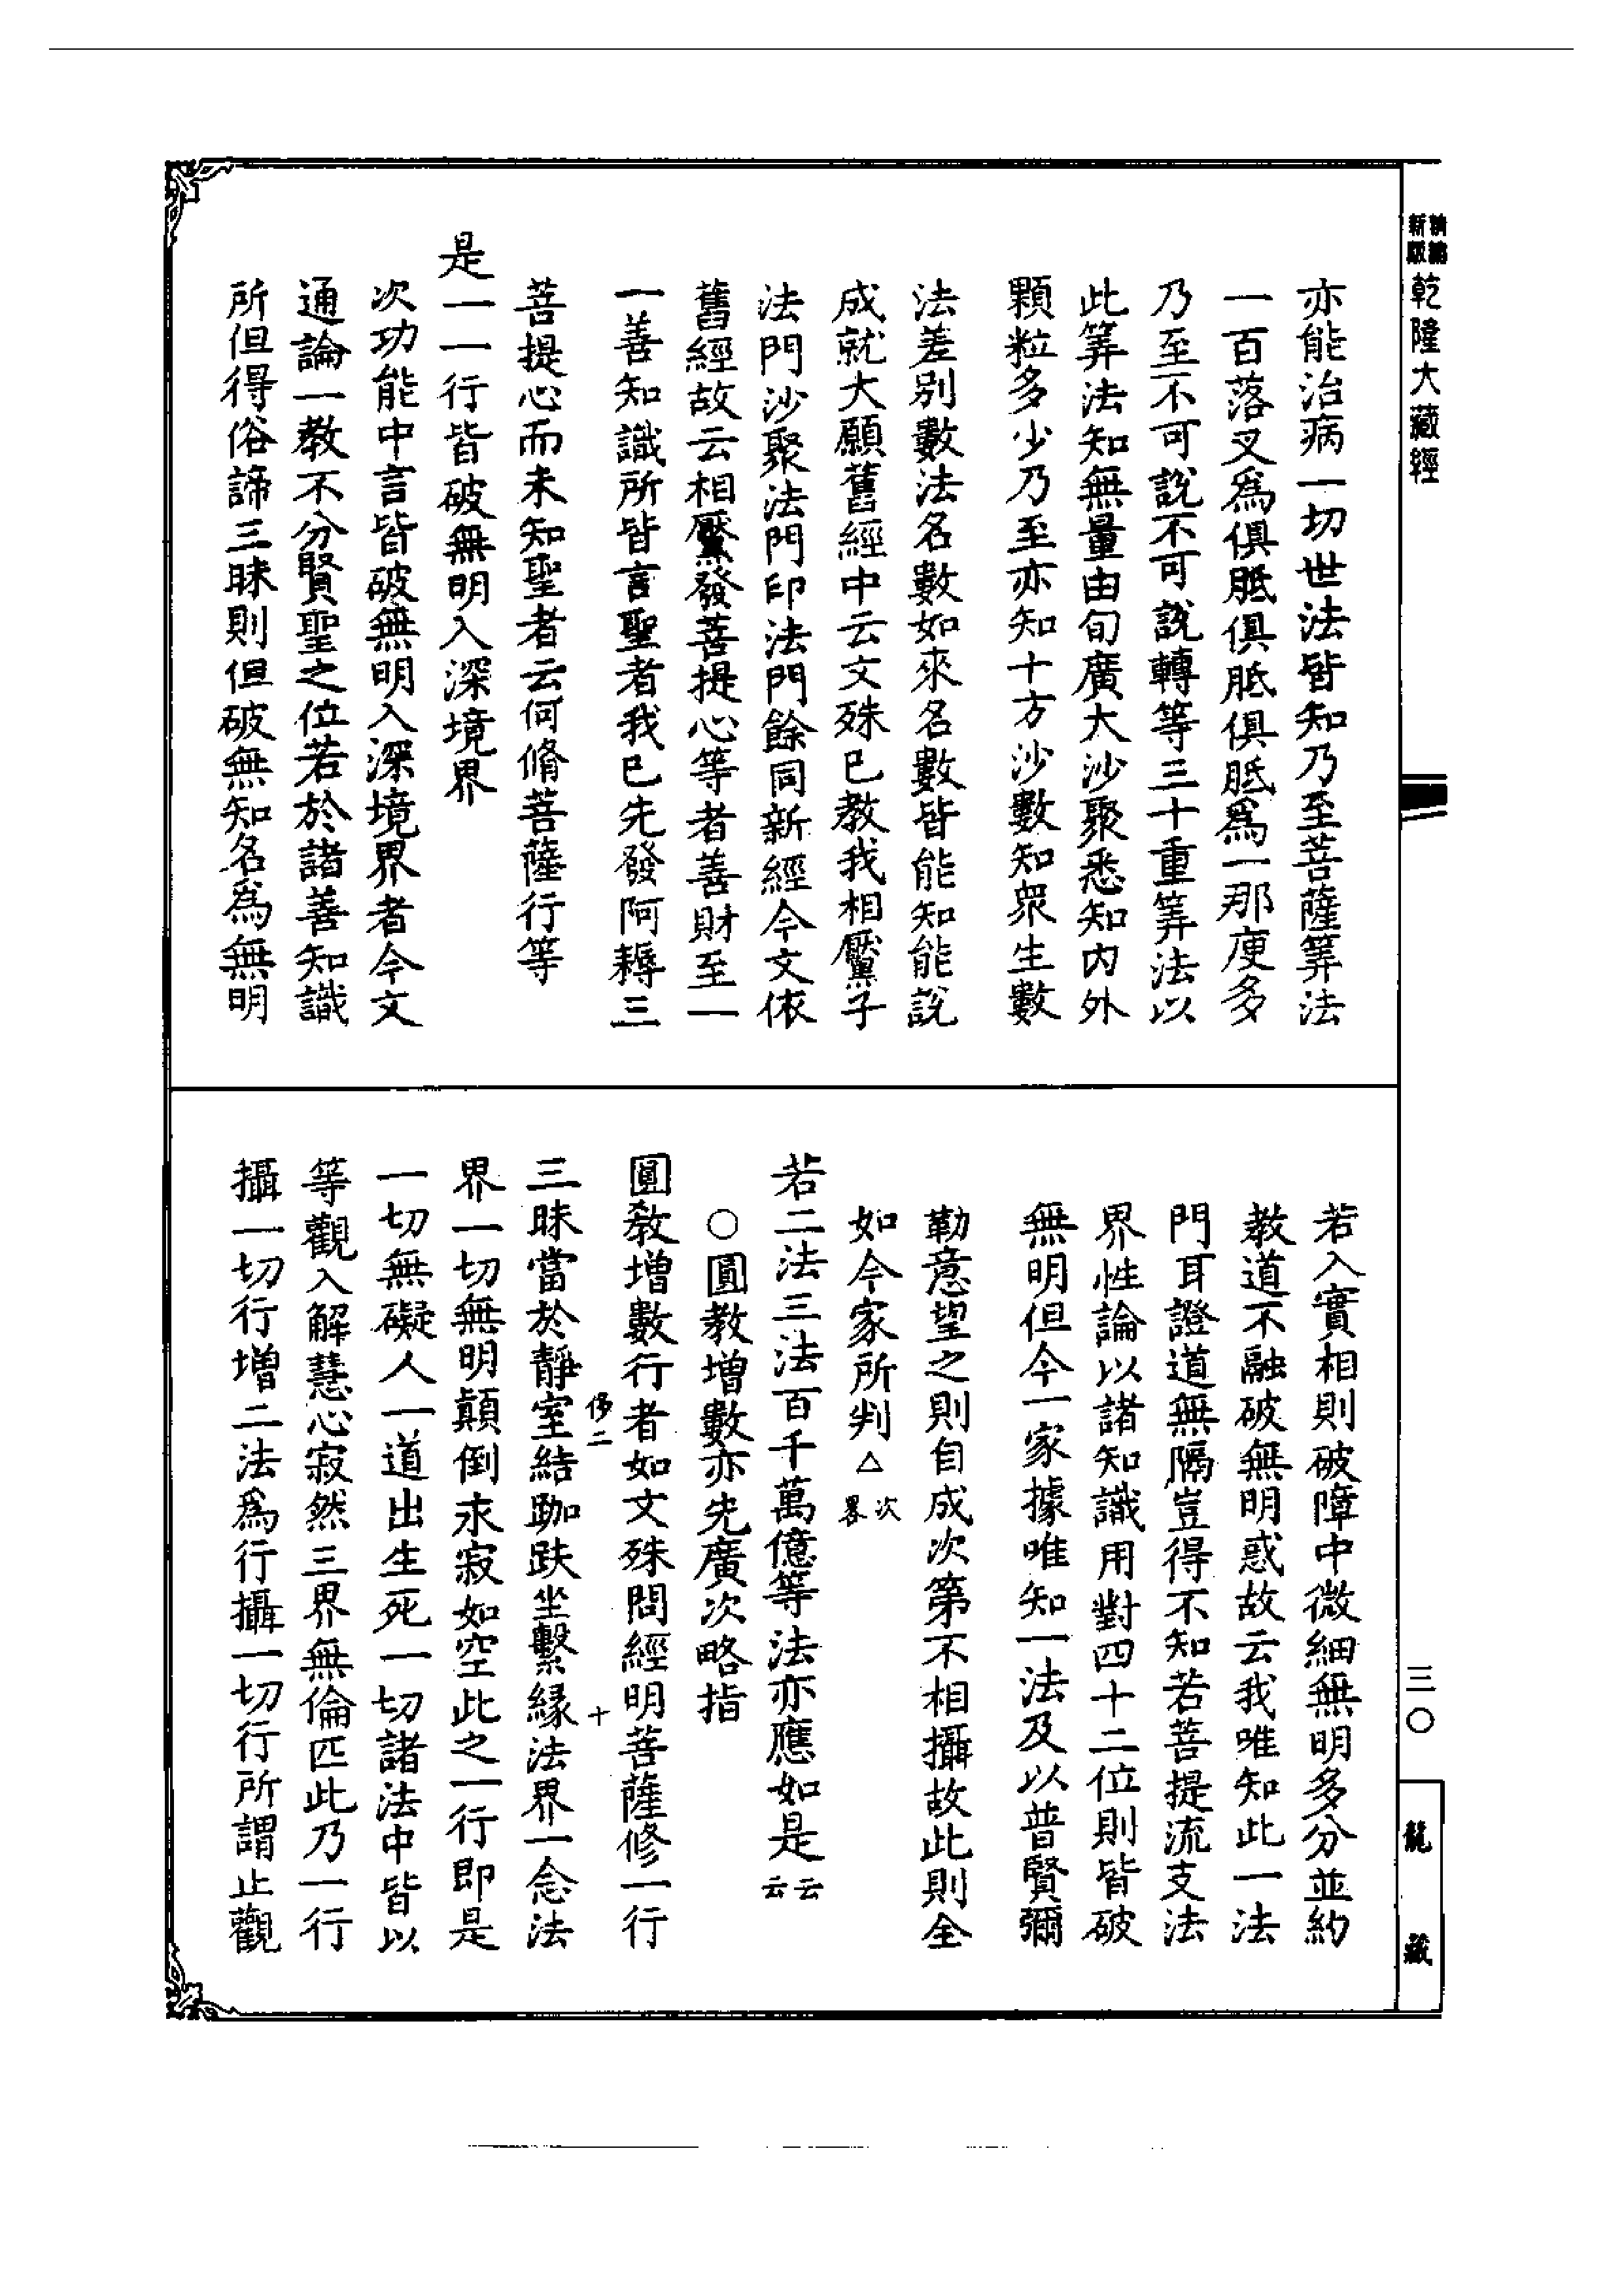 新編
新版
乾隆大藏經
亦能治病一切世法皆知乃至菩薩筭法
一百落叉爲俱胝俱胝俱胝爲一那庾多
乃至不可說不可說轉等三十重筭法以
此筭法知無量由旬廣大沙聚悉知内外
顆粒多少乃至亦知十方沙數知衆生數
法差別數法名數如來名數皆能知能說
成就大願舊經中云文殊已教我相黶子
法門沙聚法門印法門餘同新經今文依
舊經故云相黶發菩提心等者善財至一
一善知識所皆言聖者我已先發阿耨三
菩提心而未知聖者云何脩菩薩行等
是一一行皆破無明入深境界
次功能中言皆破無明入深境界者今文
通論一教不分賢聖之位若於諸善知識
所但得俗諦三昧則但破無知名爲無明
若入實相則破障中微細無明多分並約
教道不融破無明惑故云我唯知此一法
門耳證道無隔豈得不知若菩提流支法
界性論以諸知識用對四十二位則皆破
無明但今一家據唯知一法及以普賢彌
勒意望之則自成次第不相攝故此則全
如今家所判△次畧
若二法三法百千萬億等法亦應如是云云
○圓教增數亦先廣次略指
圓教增數行者如文殊問經明菩薩修一行
三昧當於靜室結跏趺坐繫緣法界一念法
界一切無明顛倒永寂如空此之一行即是
一切無礙人一道出生死一切諸法中皆以
等觀入解慧心寂然三界無倫匹此乃一行
攝一切行增二法爲行攝一切行所謂止觀
二
十
三〇
龍藏